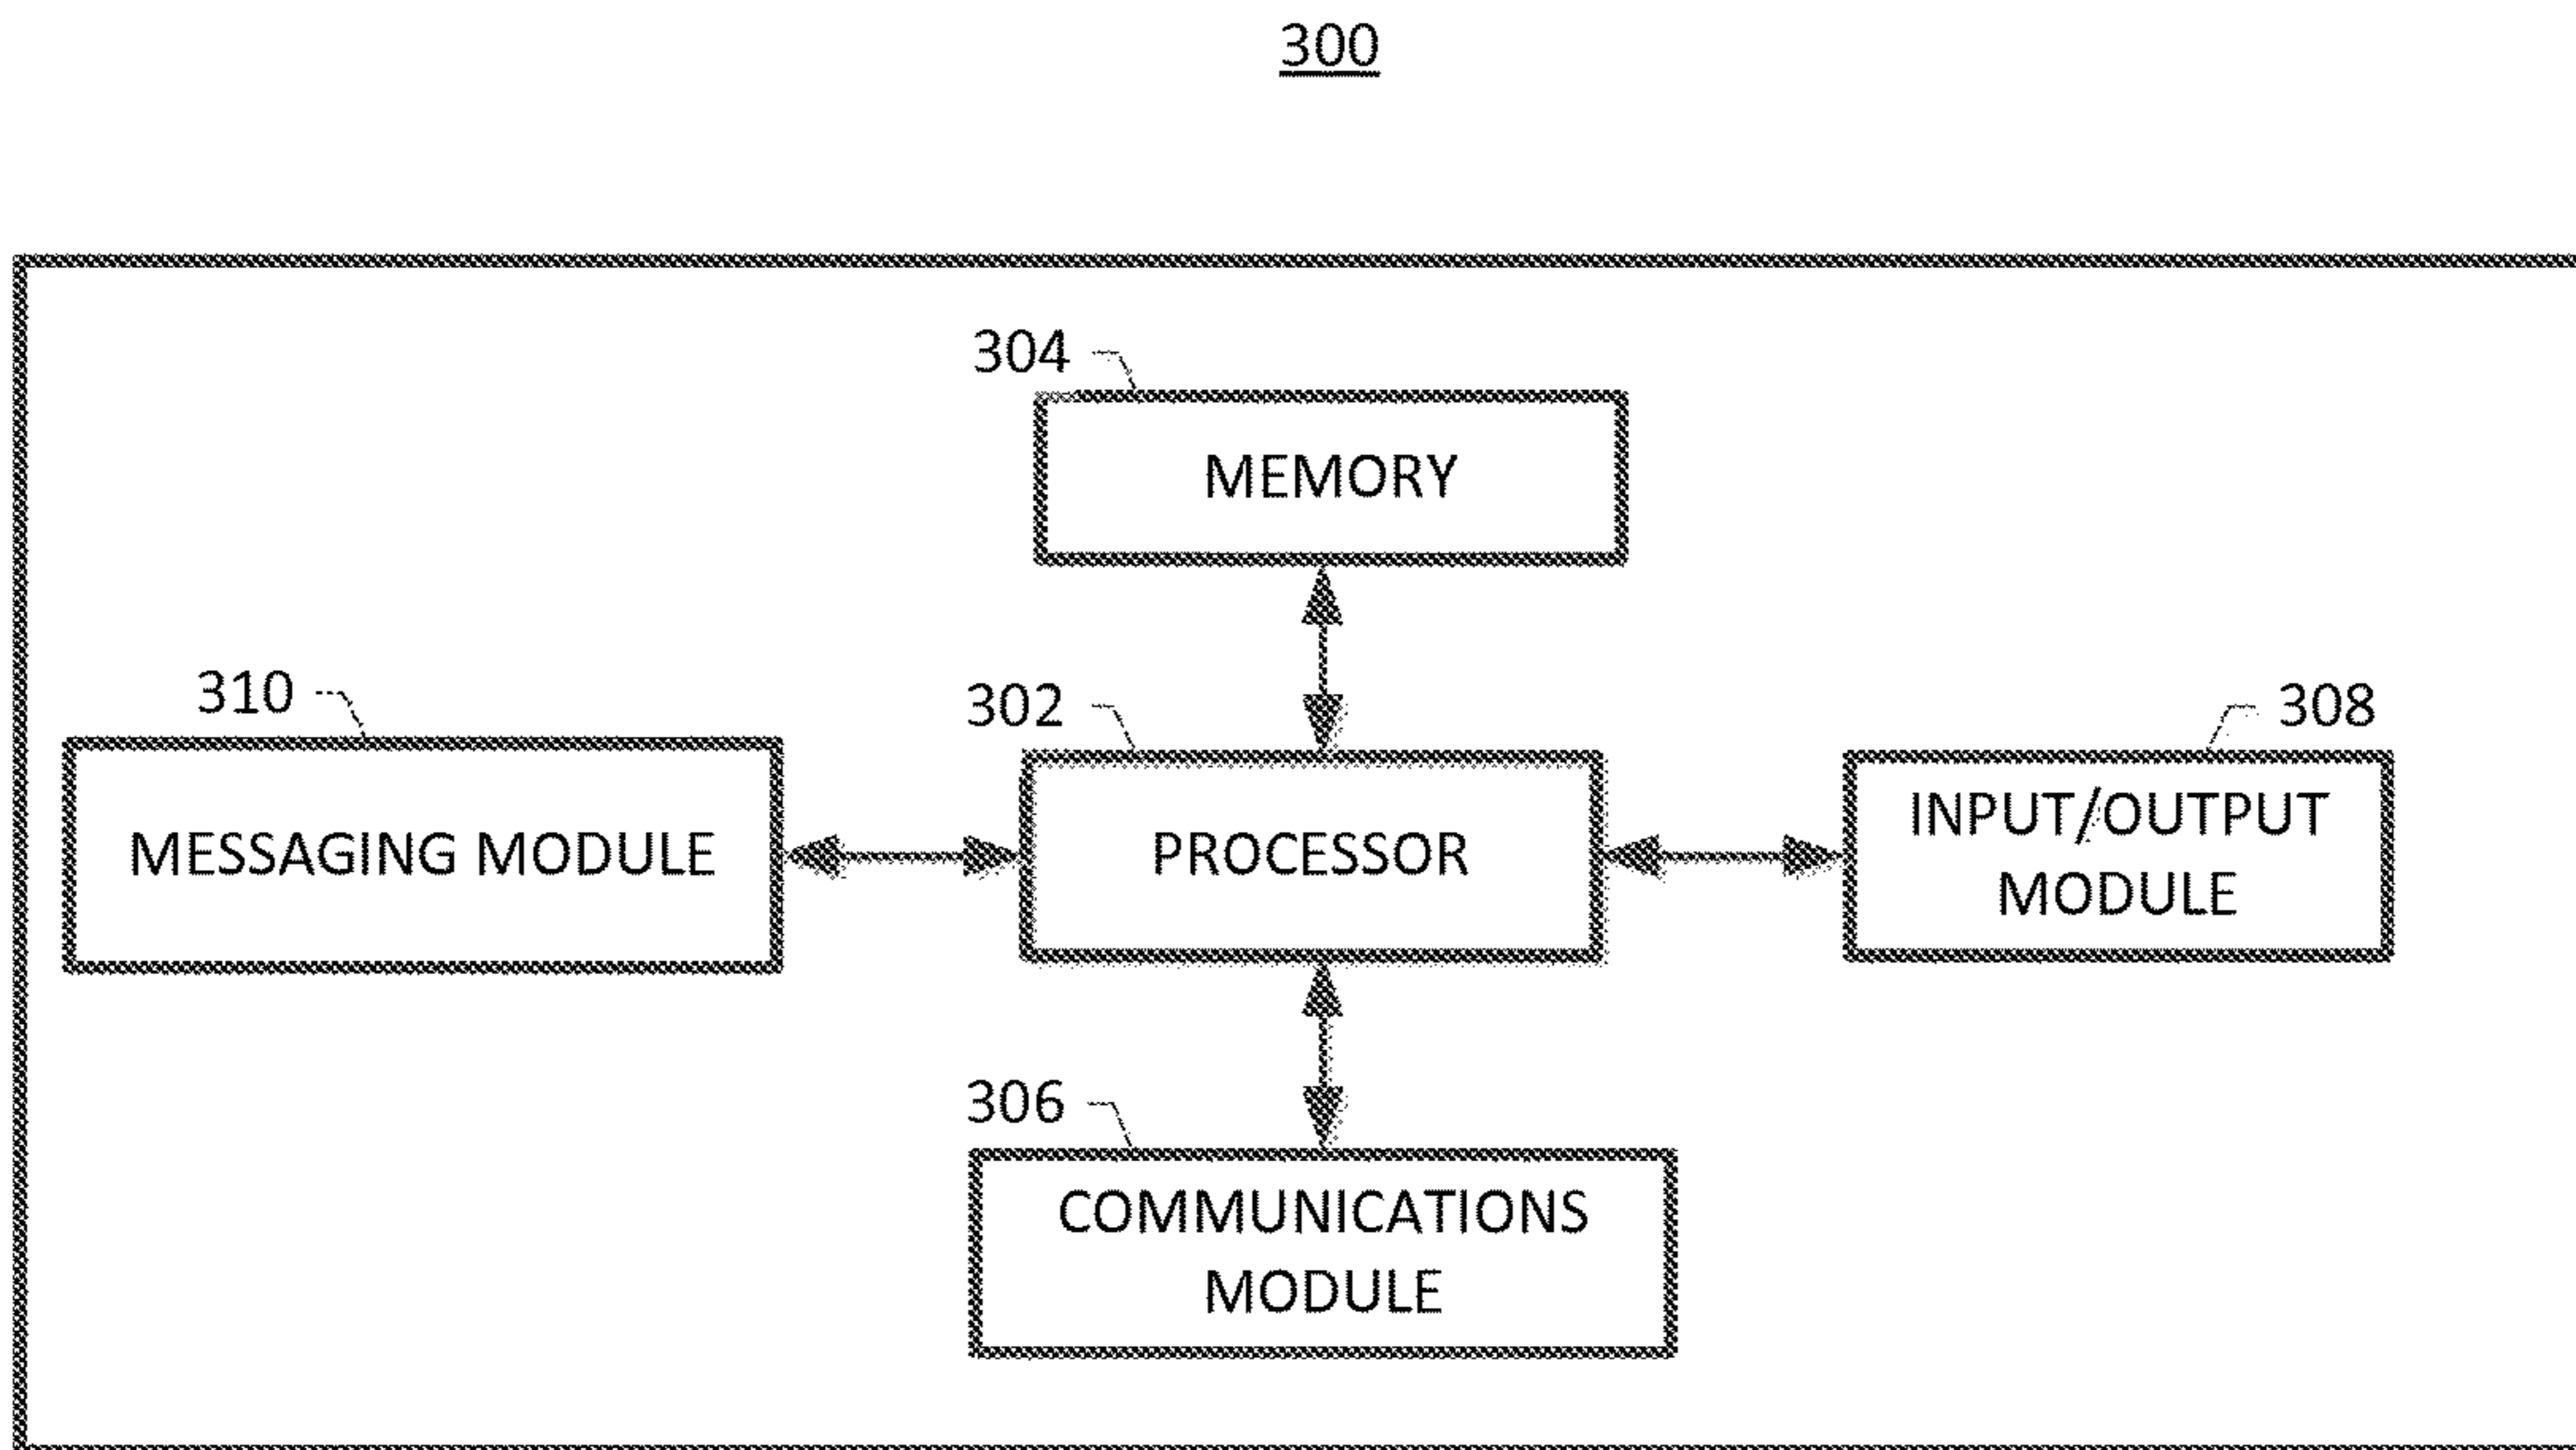 300
304
MEMORY
310
302
308
MESSAGING MODULE
PROCESSOR
INPUT/OUTPUT
MODULE
306
COMMUNICATIONS
MODULE